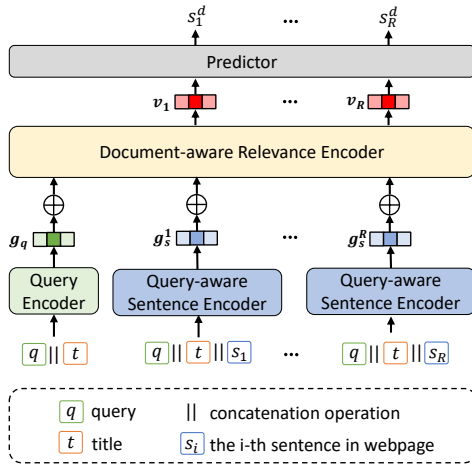 s_1^d ... s_R^d
Predictor
v_1 ... v_R
Document-aware Relevance Encoder
g_q g_s^1 ... g_s^R
Query Encoder
Query-aware Sentence Encoder
Query-aware Sentence Encoder
q || t
q || t || s_1 ... q || t || s_R
q query || concatenation operation
t title s_i the i-th sentence in webpage